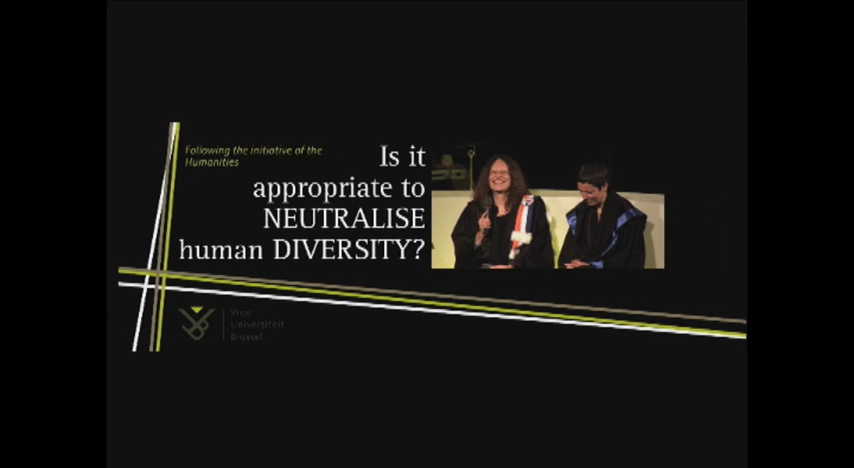 Following the initiative of the
Humanities
Is it
appropriate to
NEUTRALISE
human DIVERSITY?
Vrije
Universiteit
Brussel